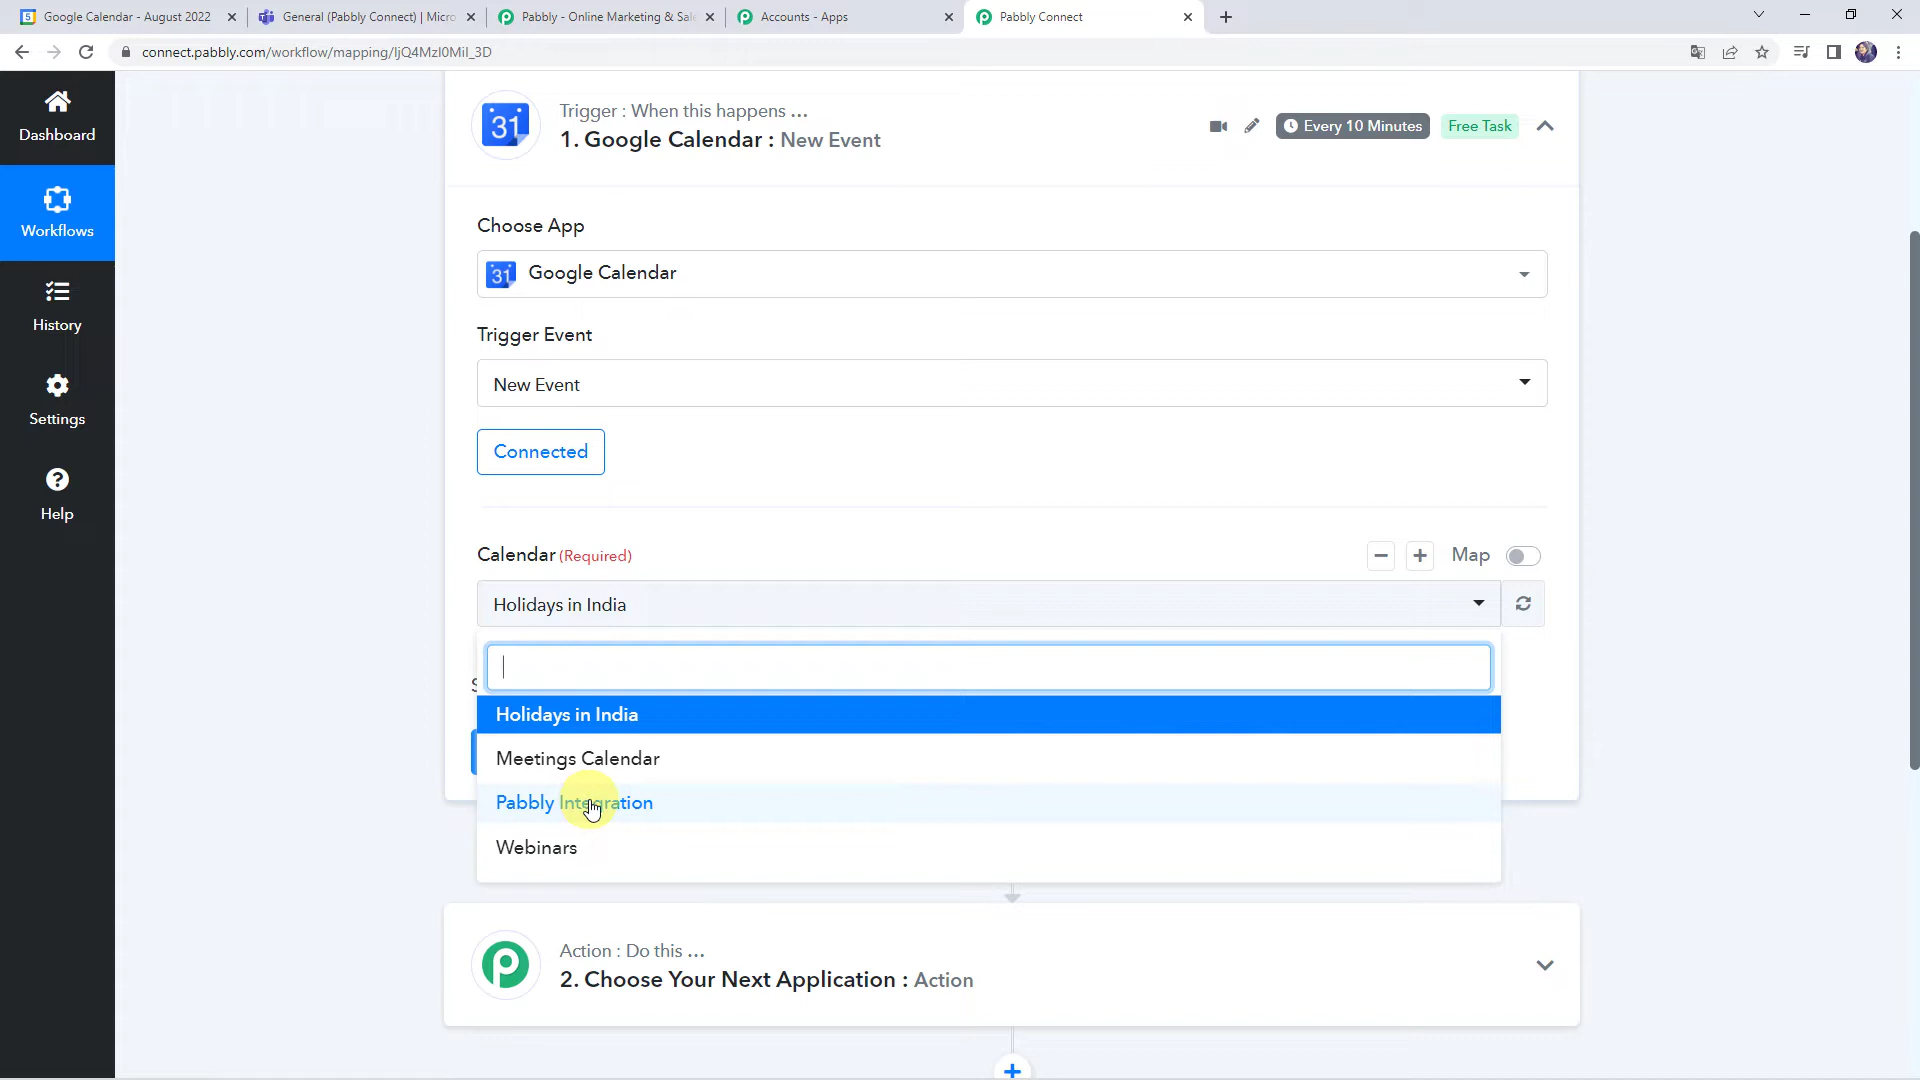 Google Calendar - August 2022
General (Pabbly Connect) | Micro
Pabbly - Online Marketing & Sale
Accounts - Apps
Pabbly Connect
connect.pabbly.com/workflow/mapping/IjQ4MzI0MiI_3D
Dashboard
Workflows
History
Settings
Help
31
Trigger : When this happens ...
1. Google Calendar : New Event
Every 10 Minutes
Free Task
Choose App
31 Google Calendar
Trigger Event
New Event
Connected
Calendar (Required)
Map
Holidays in India
Holidays in India
Meetings Calendar
Pabbly Integration
Webinars
Action : Do this ...
2. Choose Your Next Application : Action